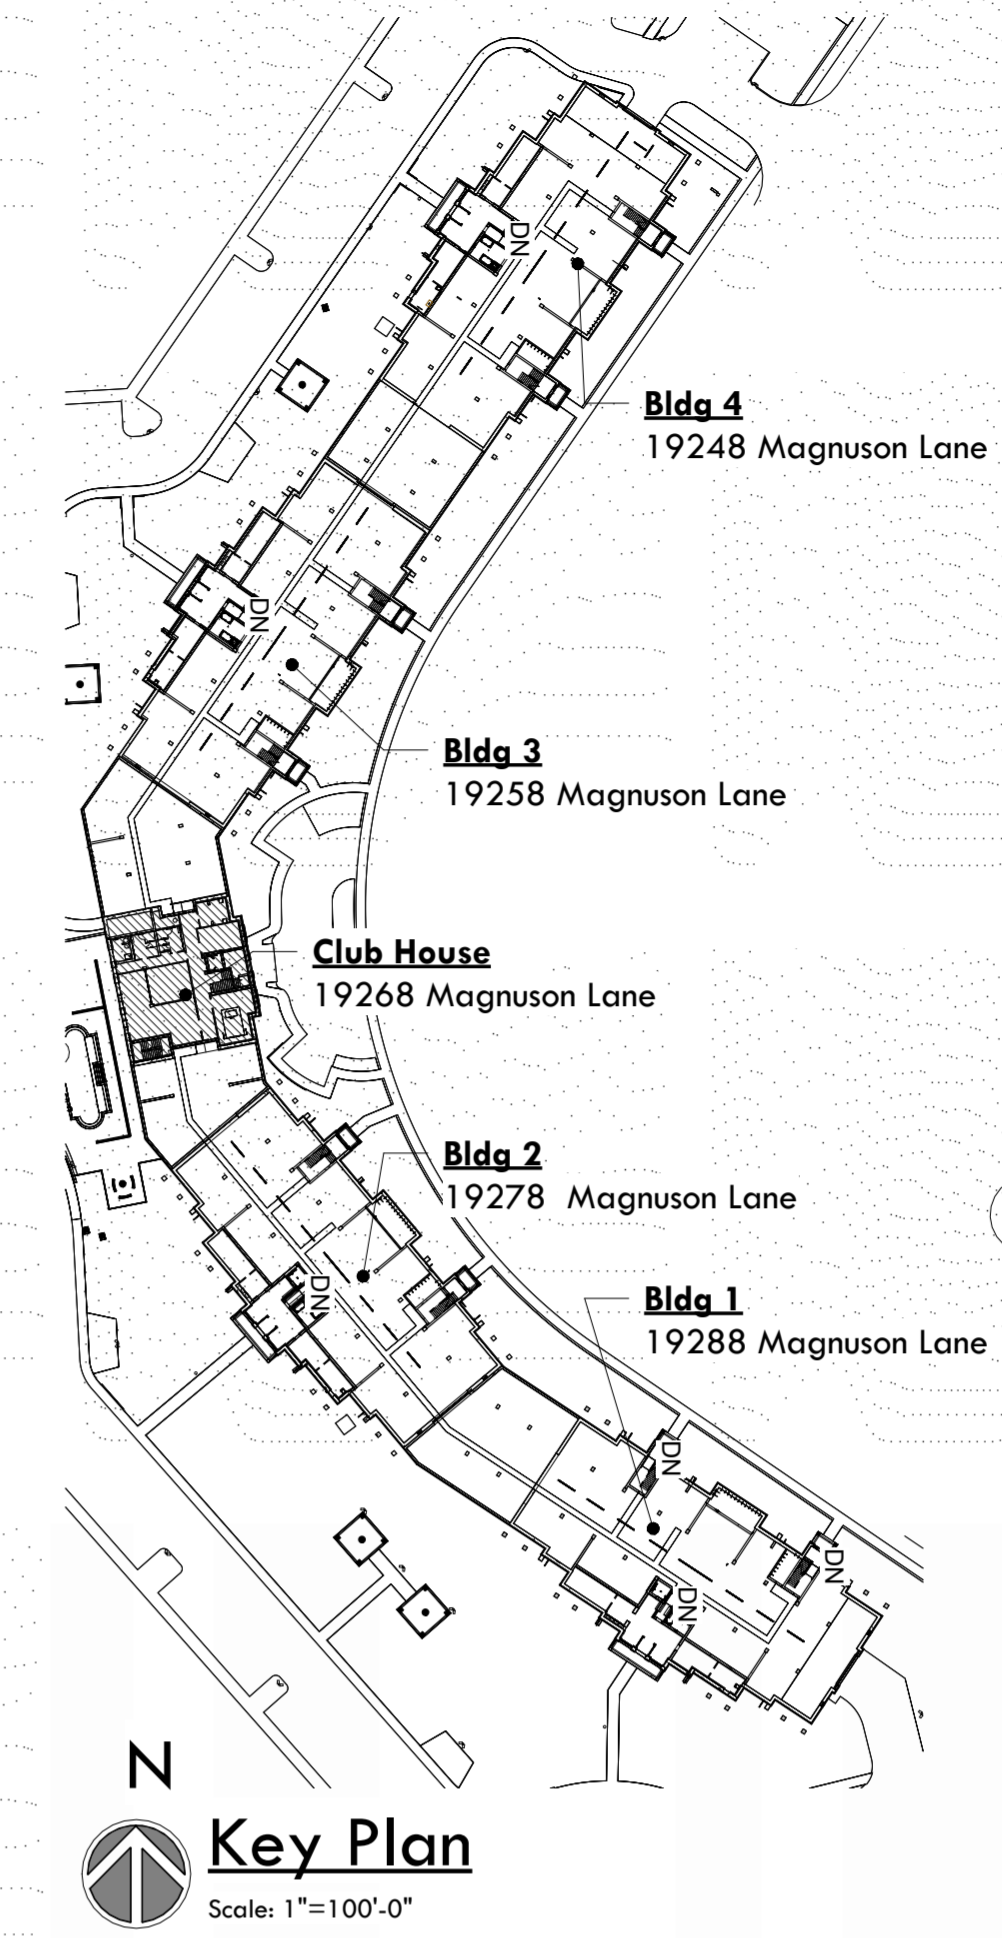 DN
Bldg 4
19248 Magnuson Lane
DN
Bldg 3
19258 Magnuson Lane
Club House
19268 Magnuson Lane
Bldg 2
19278 Magnuson Lane
DN
Bldg 1
19288 Magnuson Lane
DN
DN
DN
N
Key Plan
Scale: 1"=100'-0"